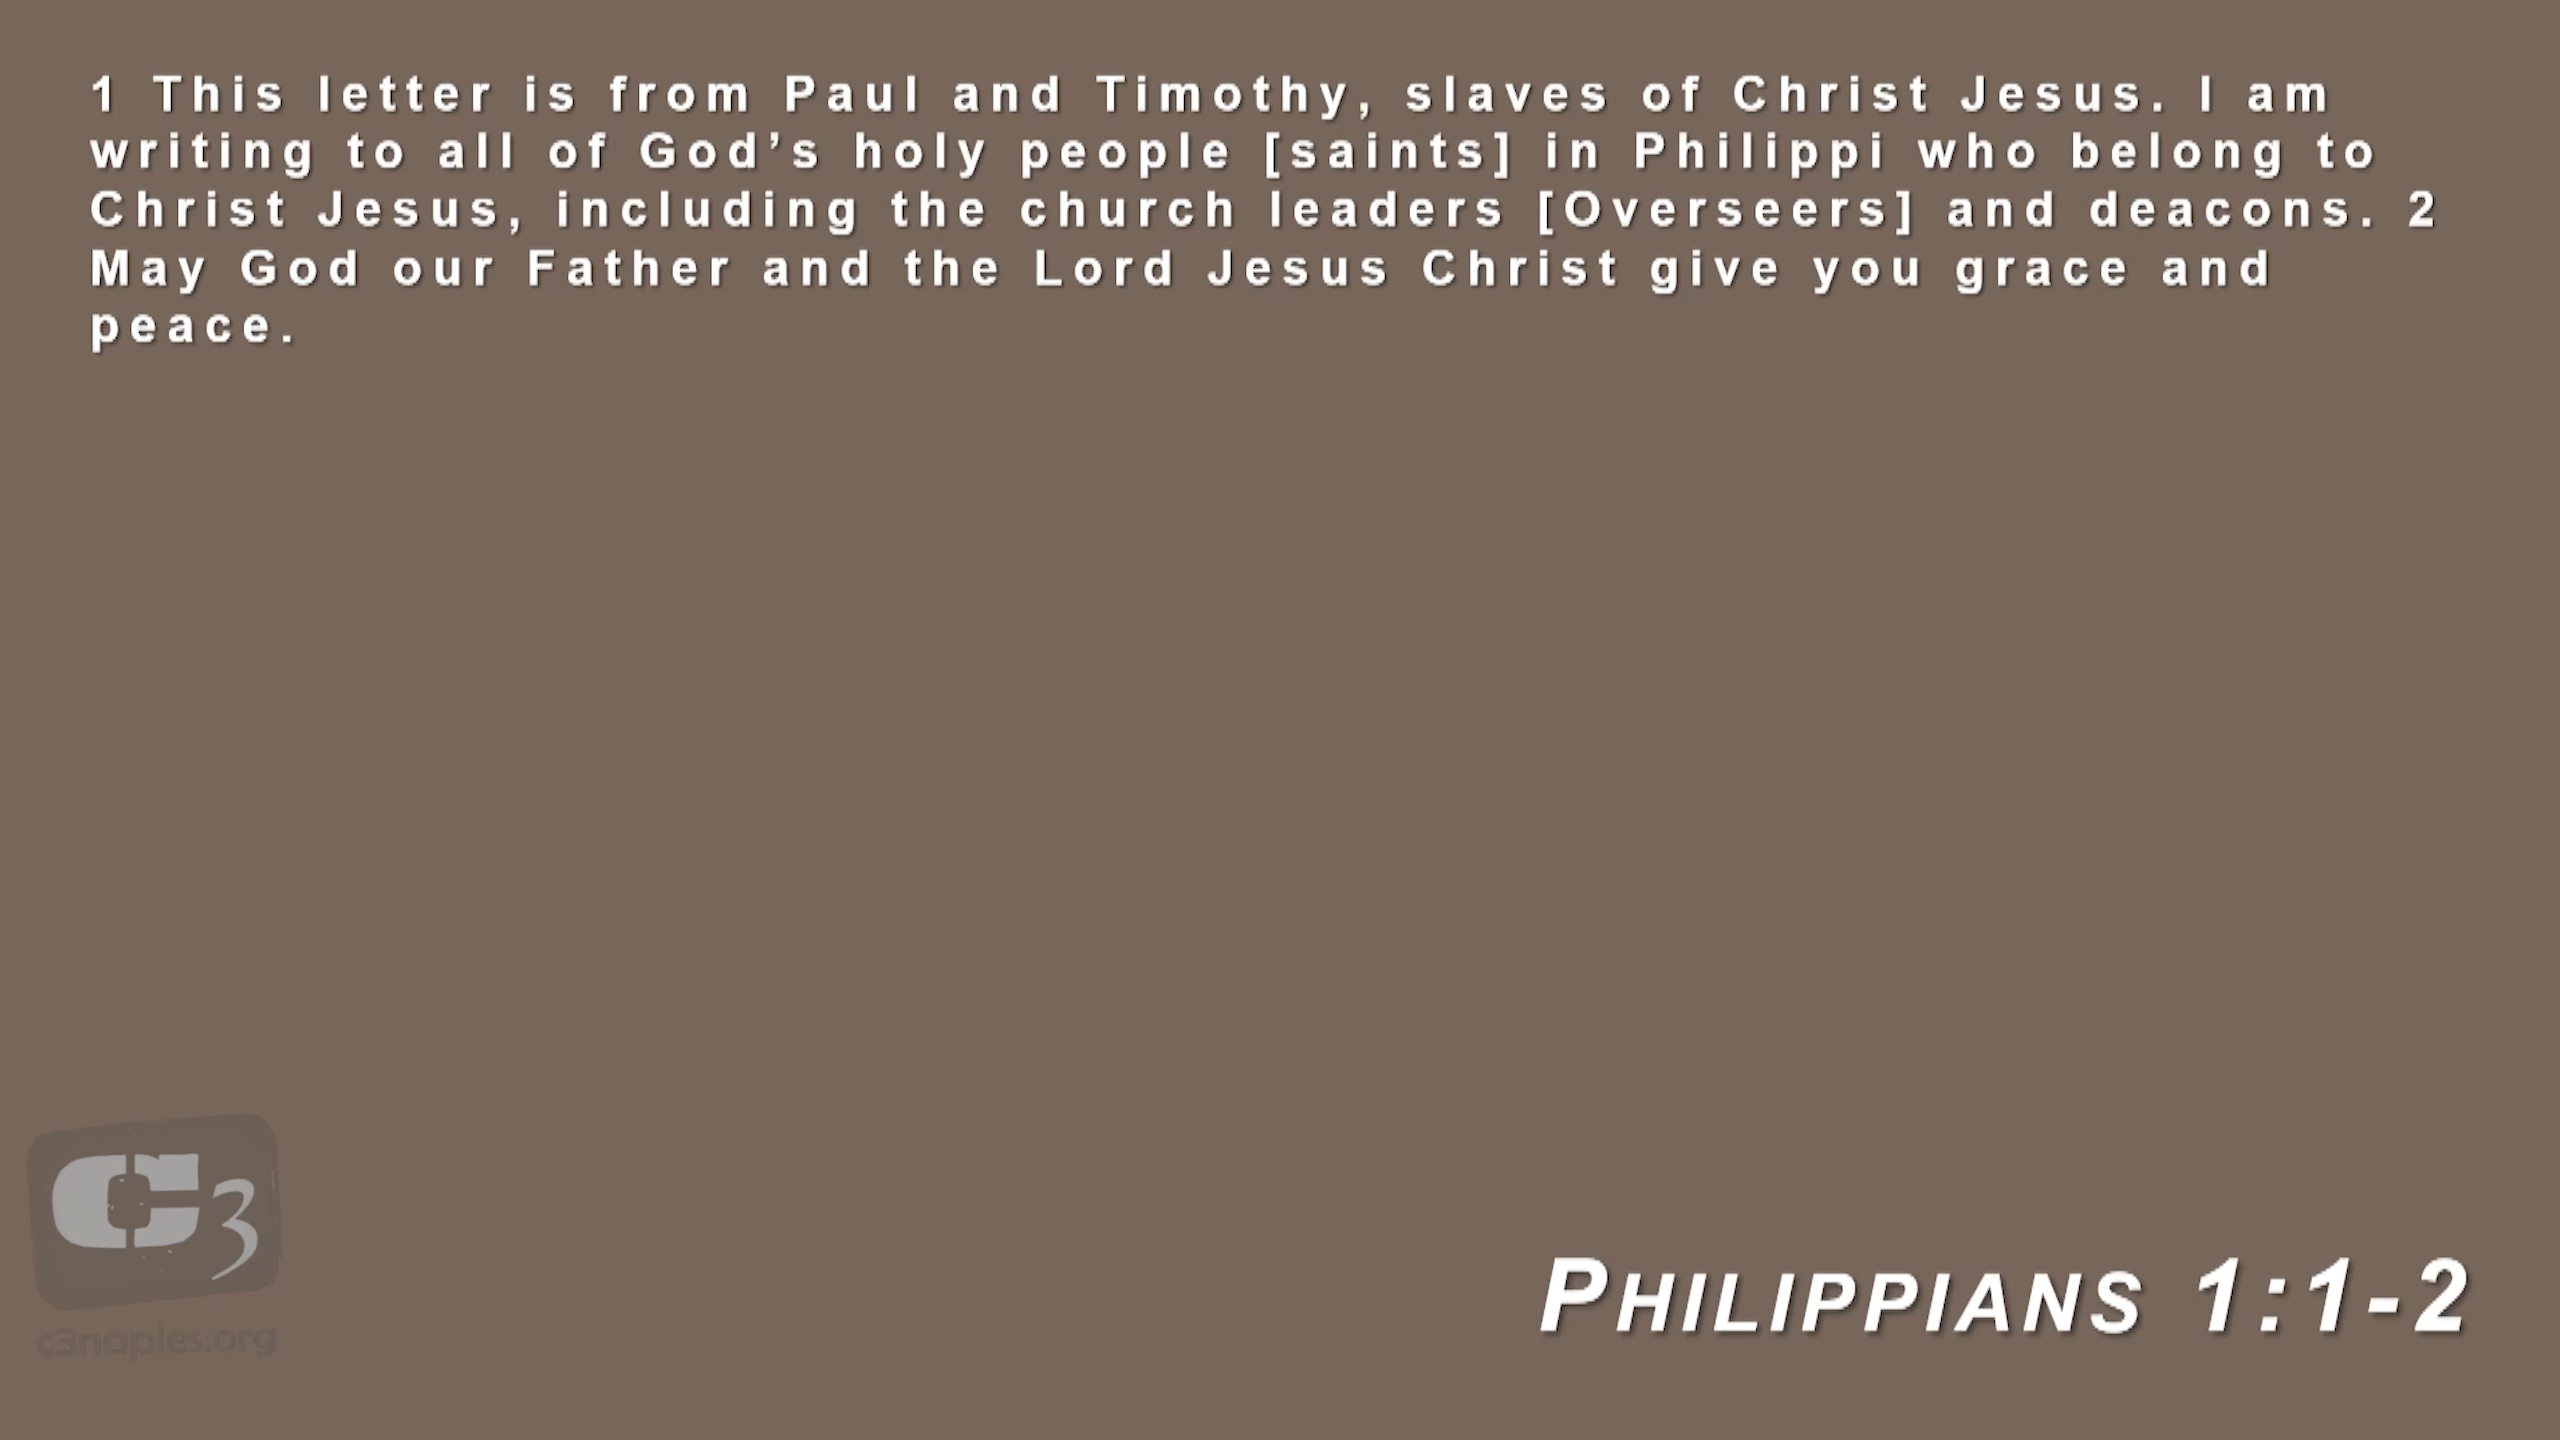 1 This letter is from Paul and Timothy, slaves of Christ Jesus. I am
writing to all of God’s holy people [saints] in Philippi who belong to
Christ Jesus, including the church leaders [Overseers] and deacons. 2
May God our Father and the Lord Jesus Christ give you grace and
peace.
C3
c3naples.org
PHILIPPIANS 1:1-2